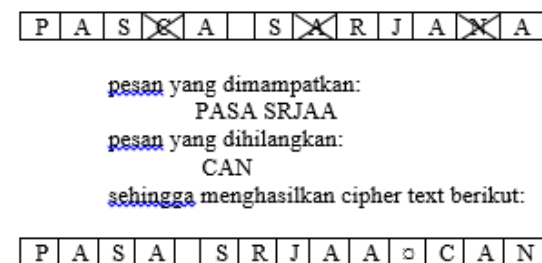 P A S C A   S A R J A N A
pesan yang dimampatkan:
PASA SRJAA
pesan yang dihilangkan:
CAN
sehingga menghasilkan cipher text berikut:
P A S A   S R J A A ¤ C A N